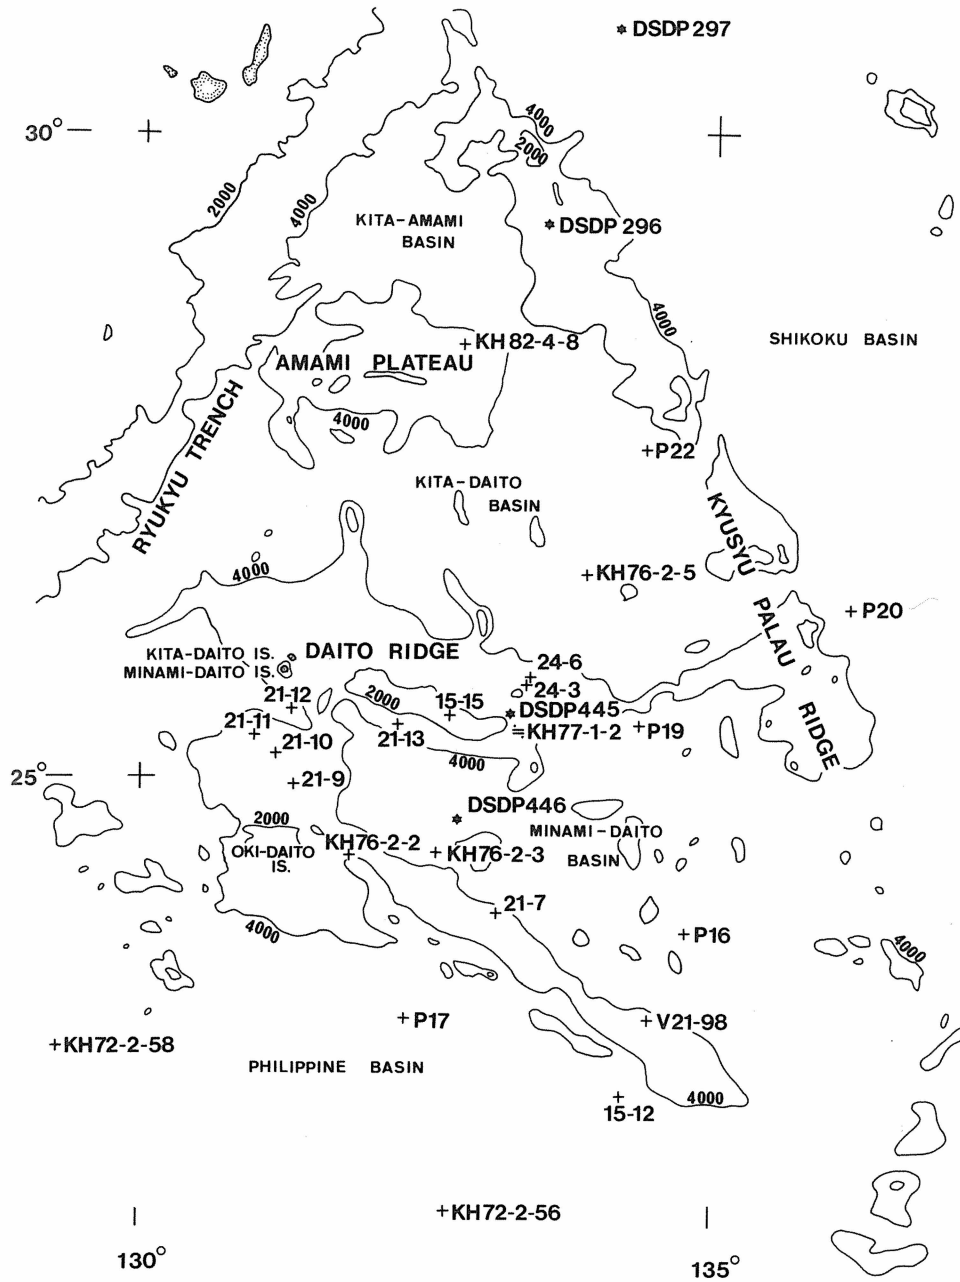 DSDP 297
30°
4000
2000
2000
4000
KITA-AMAMI
BASIN
DSDP 296
4000
SHIKOKU BASIN
KH 82-4-8
AMAMI PLATEAU
4000
RYUKYU TRENCH
P22
KITA-DAITO
BASIN
KYUSYU
PALAU
RIDGE
4000
KH76-2-5
P20
KITA-DAITO IS.
MINAMI-DAITO IS.
DAITO RIDGE
24-6
24-3
21-12
2000
15-15
DSDP445
21-11
21-10
21-13
KH77-1-2
P19
4000
25°
21-9
DSDP446
2000
MINAMI-DAITO
BASIN
OKI-DAITO
IS.
KH76-2-2
KH76-2-3
21-7
4000
P16
4000
P17
V21-98
KH72-2-58
PHILIPPINE BASIN
4000
15-12
KH72-2-56
130°
135°